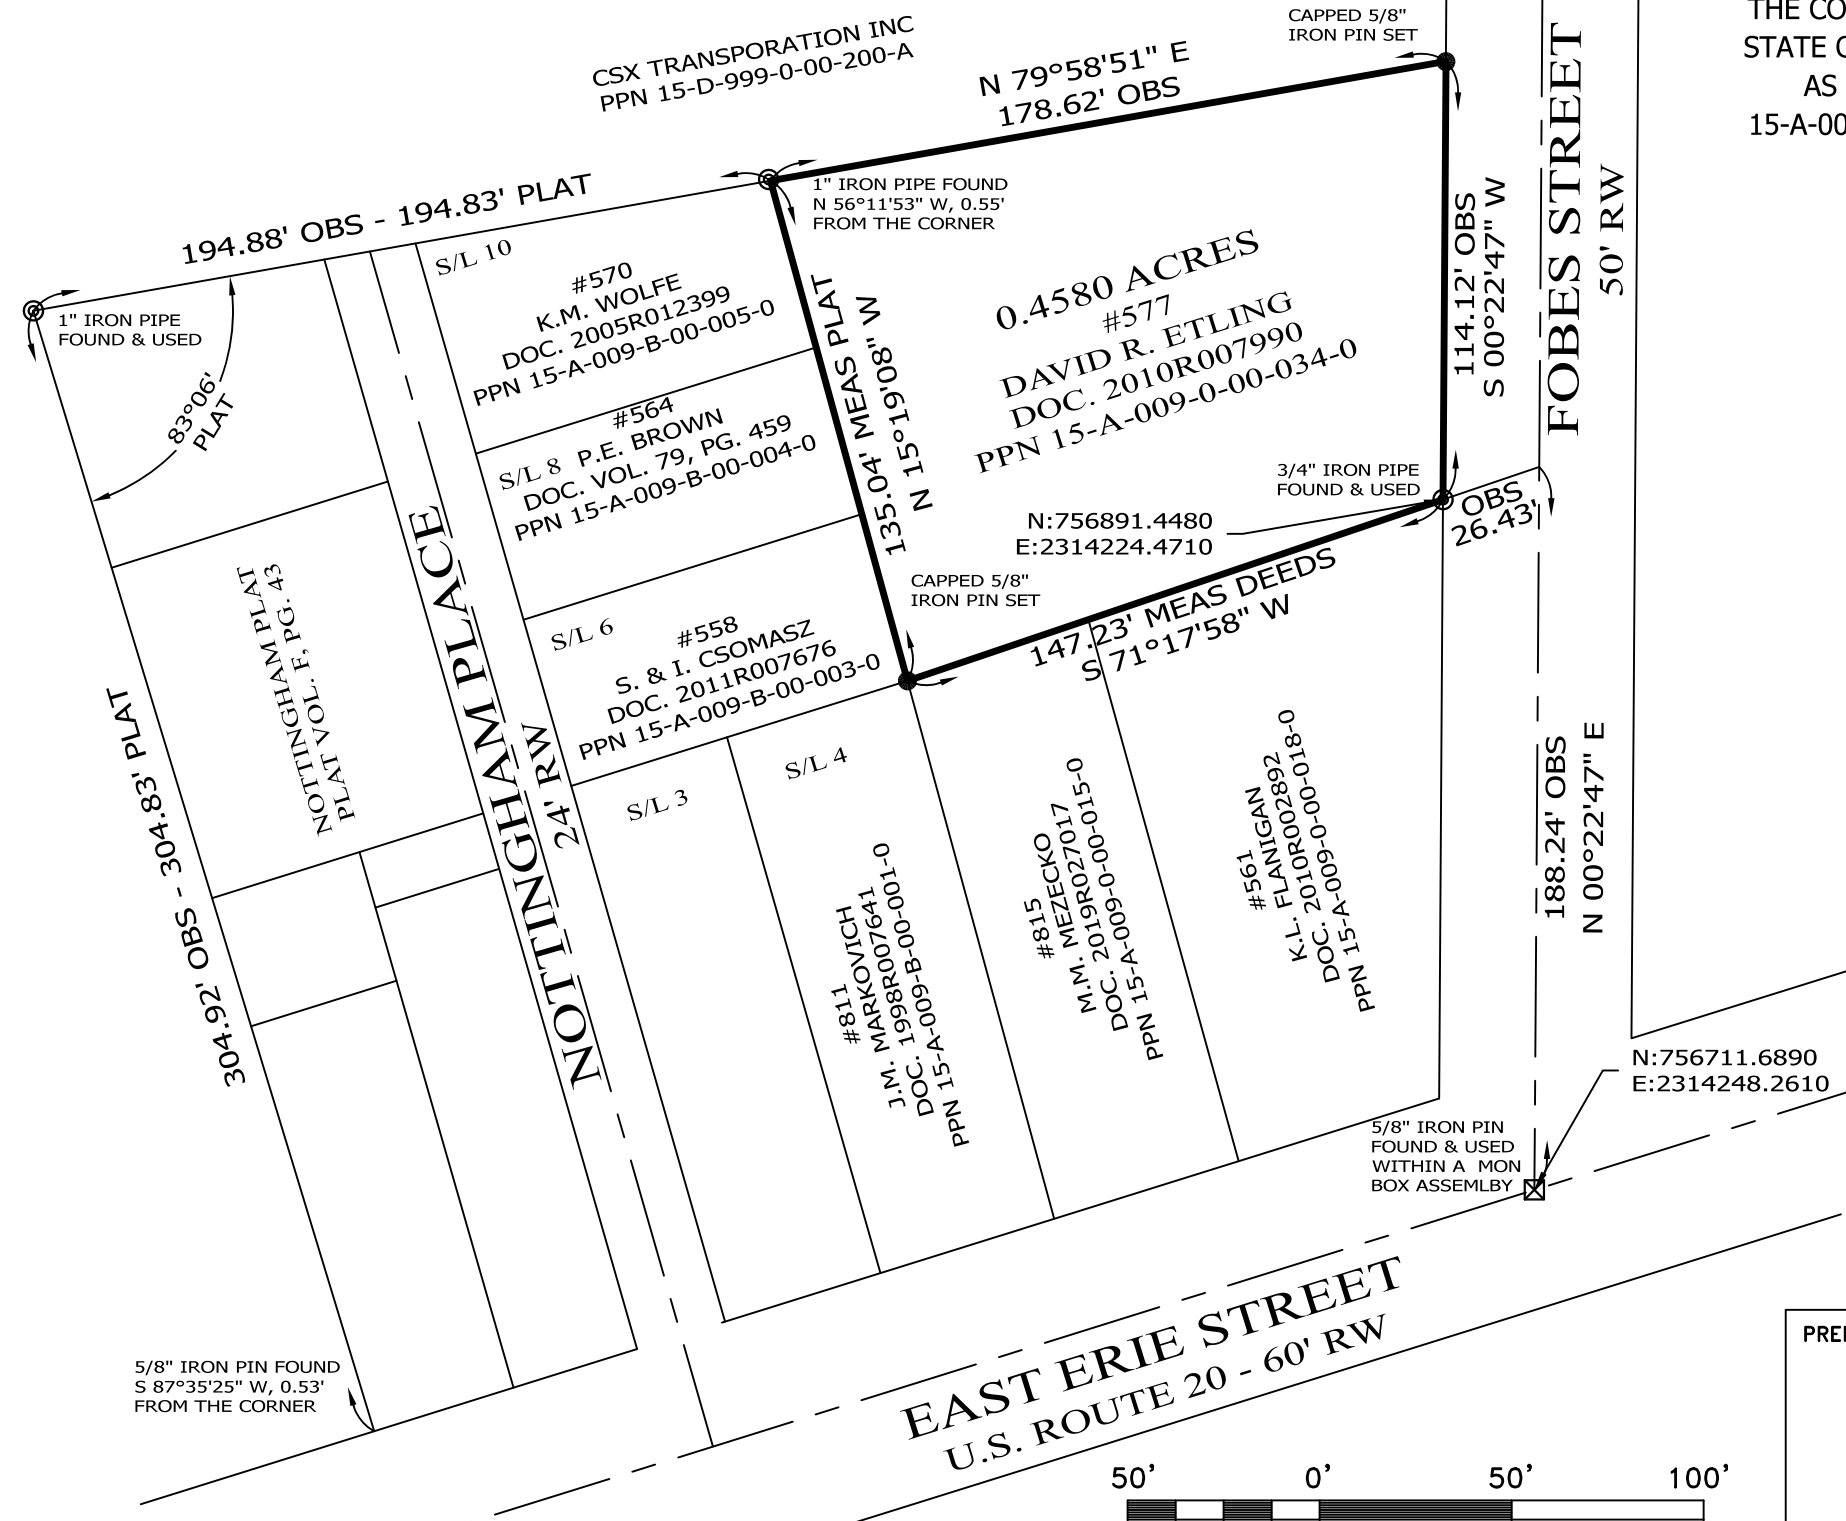 CSX TRANSPORATION INC
PPN 15-D-999-0-00-200-A
CAPPED 5/8"
IRON PIN SET
N 79°58'51" E
178.62' OBS
THE CO
STATE
AS
15-A-00
FOBES STREET
50' RW
194.88' OBS - 194.83' PLAT
1" IRON PIPE FOUND
N 56°11'53" W, 0.55'
FROM THE CORNER
114.12' OBS
S 00°22'47" W
1" IRON PIPE
FOUND & USED
83°06'
PLAT
S/L 10
#570
K.M. WOLFE
DOC. 2005R012399
PPN 15-A-009-B-00-005-0
135.04' MEAS PLAT
N 15°19'08" W
0.4580 ACRES
#577
DAVID R. ETLING
DOC. 2010R007990
PPN 15-A-009-0-00-034-0
#564
S/L 8 P.E. BROWN
DOC. VOL. 79, PG. 459
PPN 15-A-009-B-00-004-0
3/4" IRON PIPE
FOUND & USED
OBS
26.43'
N:756891.4480
E:2314224.4710
CAPPED 5/8"
IRON PIN SET
147.23' MEAS DEEDS
S 71°17'58" W
NOTTINGHAM PLAT
PLAT VOL. F, PG. 43
NOTTINGHAM PLACE
24' RW
S/L 6
#558
S. & I. CSOMASZ
DOC. 2011R007676
PPN 15-A-009-B-00-003-0
304.92' OBS - 304.83' PLAT
S/L 3
S/L 4
#811
J.M. MARKOVICH
DOC. 1998R007641
PPN 15-A-009-B-00-001-0
#815
M.M. MEZECKO
DOC. 2019R027017
PPN 15-A-009-0-00-015-0
#561
K.L. FLANIGAN
DOC. 2010R002892
PPN 15-A-009-0-00-018-0
188.24' OBS
N 00°22'47" E
N:756711.6890
E:2314248.2610
5/8" IRON PIN
FOUND & USED
WITHIN A MON
BOX ASSEMLBY
5/8" IRON PIN FOUND
S 87°35'25" W, 0.53'
FROM THE CORNER
EAST ERIE STREET
U.S. ROUTE 20 - 60' RW
PRE
50' 0' 50' 100'